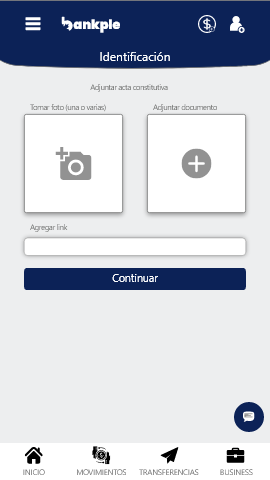 bankple
Identificación
Adjuntar acta constitutiva
Tomar foto (una o varias)
Adjuntar documento
Agregar link
Continuar
INICIO
MOVIMIENTOS
TRANSFERENCIAS
BUSINESS